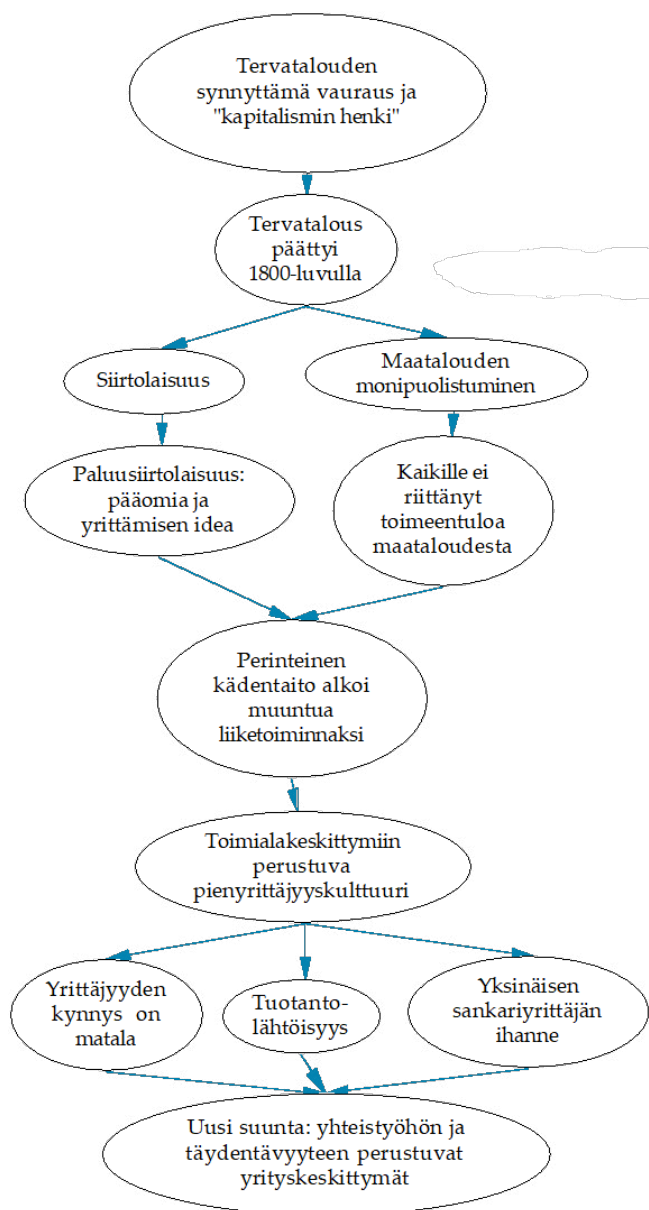 Tervatalouden
synnyttämä vauraus ja
"kapitalismin henki"
Tervatalous
päättyi
1800-luvulla
Siirtolaisuus
Maatalouden
monipuolistuminen
Paluusiirtolaisuus:
pääomia ja
yrittämisen idea
Kaikille ei
riittänyt
toimeentuloa
maataloudesta
Perinteinen
kädentaito alkoi
muuntua
liiketoiminnaksi
Toimialakeskittymiin
perustuva
pienyrittäjyyskulttuuri
Yrittäjyyden
kynnys on
matala
Tuotanto-
lähtöisyys
Yksinäisen
sankariyrittäjän
ihanne
Uusi suunta: yhteistyöhön ja
täydentävyyteen perustuvat
yrityskeskittymät